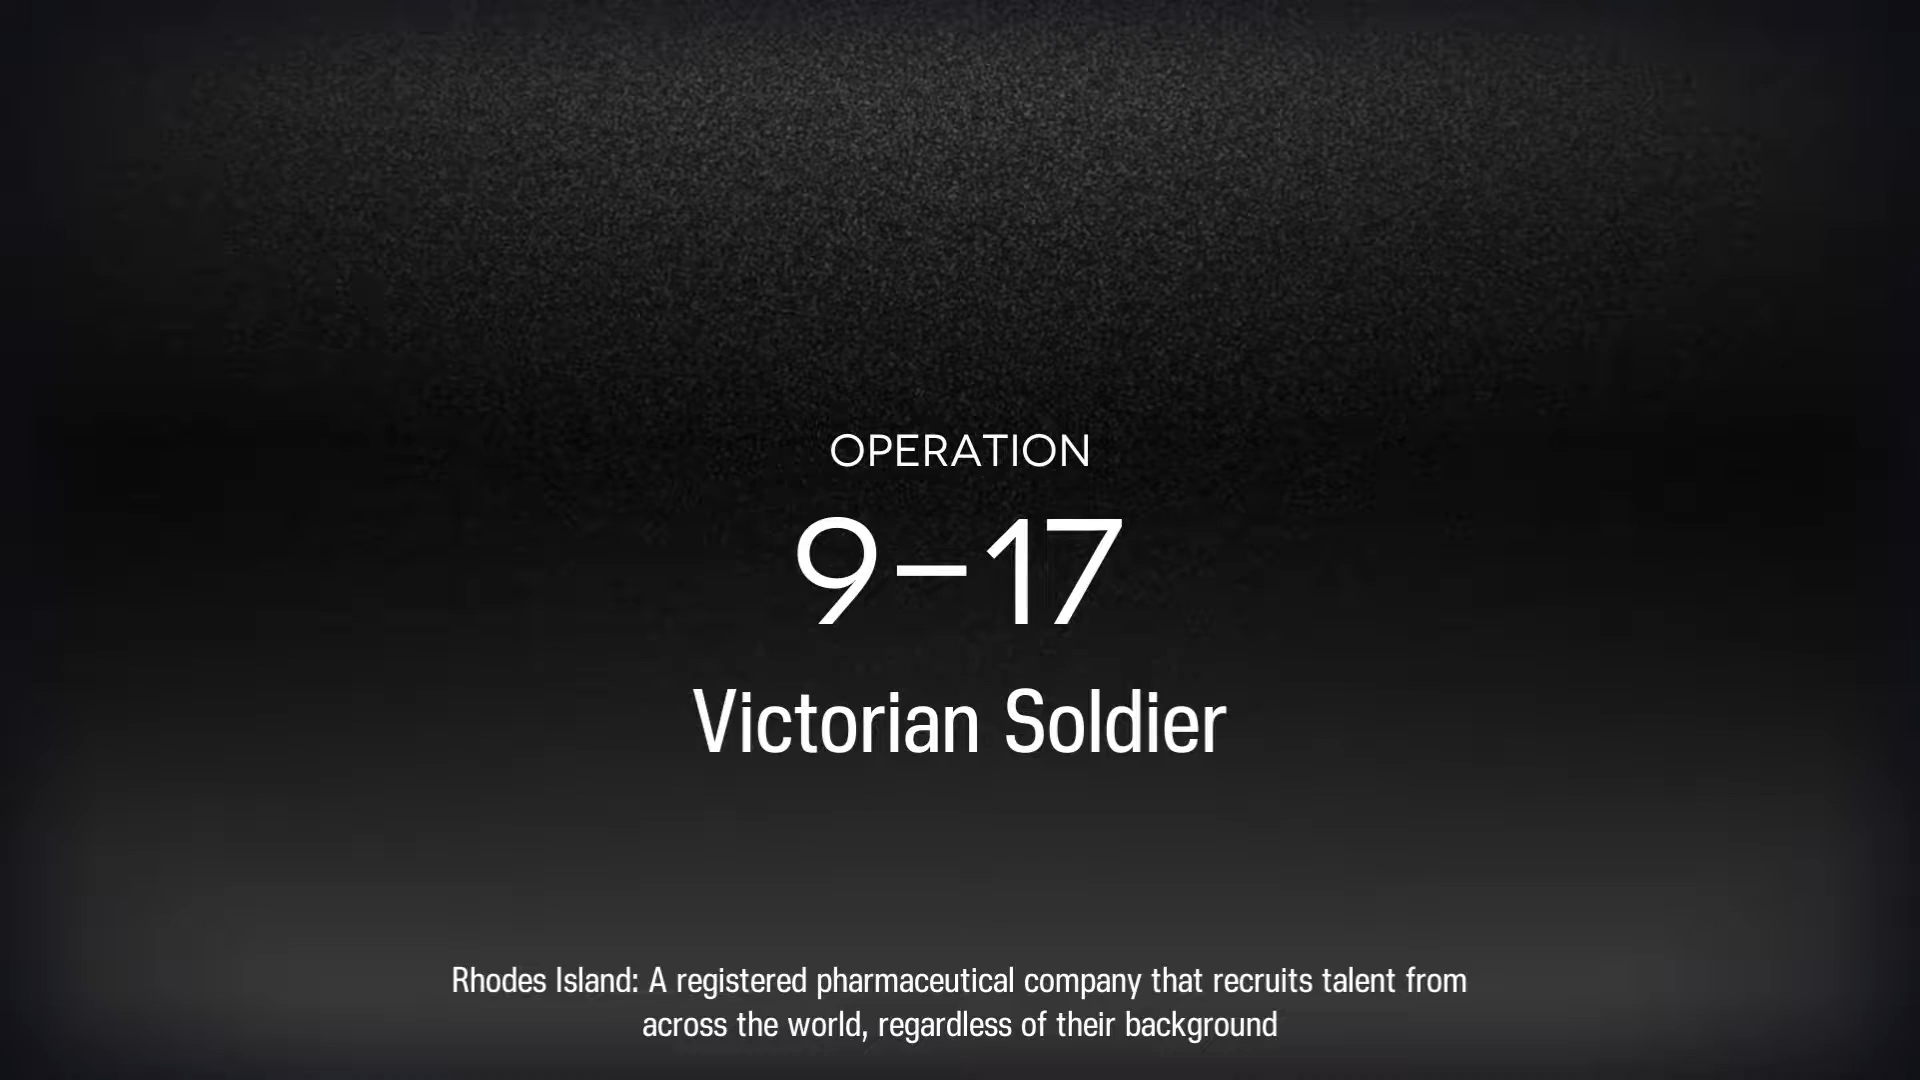 OPERATION
9-17
Victorian Soldier
Rhodes Island: A registered pharmaceutical company that recruits talent from
across the world, regardless of their background